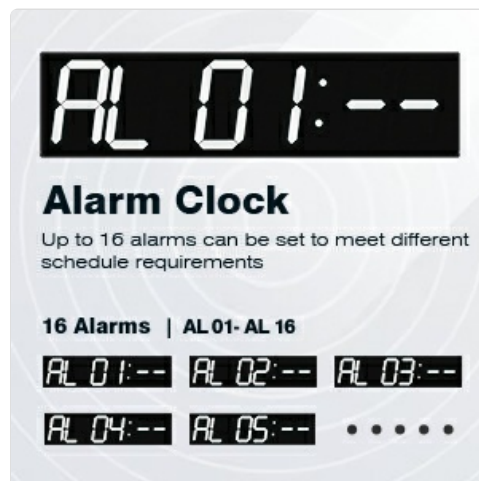 AL 01:--
Alarm Clock
Up to 16 alarms can be set to meet different
schedule requirements
16 Alarms | AL 01- AL 16
AL 01:-- AL 02:-- AL 03:--
AL 04:-- AL 05:-- • • • • •